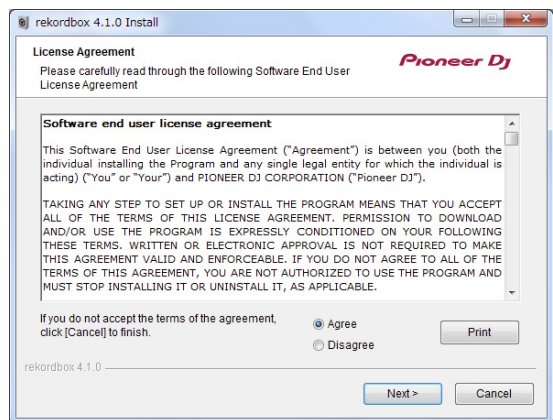 rekordbox 4.1.0 Install
License Agreement
Please carefully read through the following Software End User
License Agreement
Pioneer Dj
Software end user license agreement
This Software End User License Agreement (“Agreement”) is between you (both the
individual installing the Program and any single legal entity for which the individual is
acting) (“You” or “Your”) and PIONEER DJ CORPORATION (“Pioneer DJ”).
TAKING ANY STEP TO SET UP OR INSTALL THE PROGRAM MEANS THAT YOU ACCEPT
ALL OF THE TERMS OF THIS LICENSE AGREEMENT. PERMISSION TO DOWNLOAD
AND/OR USE THE PROGRAM IS EXPRESSLY CONDITIONED ON YOUR FOLLOWING
THESE TERMS. WRITTEN OR ELECTRONIC APPROVAL IS NOT REQUIRED TO MAKE
THIS AGREEMENT VALID AND ENFORCEABLE. IF YOU DO NOT AGREE TO ALL OF THE
TERMS OF THIS AGREEMENT, YOU ARE NOT AUTHORIZED TO USE THE PROGRAM AND
MUST STOP INSTALLING IT OR UNINSTALL IT, AS APPLICABLE.
If you do not accept the terms of the agreement,
click [Cancel] to finish.
Agree
Disagree
Print
rekordbox 4.1.0
Next >
Cancel